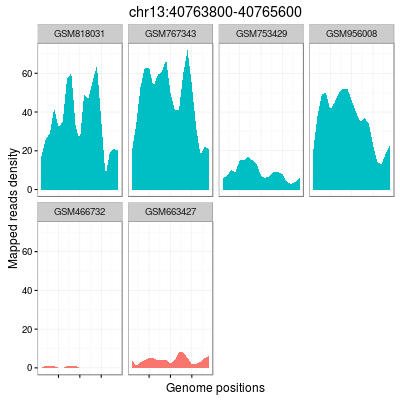 chr13:40763800-40765600
GSM818031 GSM767343 GSM753429 GSM956008
60
40
20
0
GSM466732 GSM663427
60
40
20
0
Mapped reads density
Genome positions